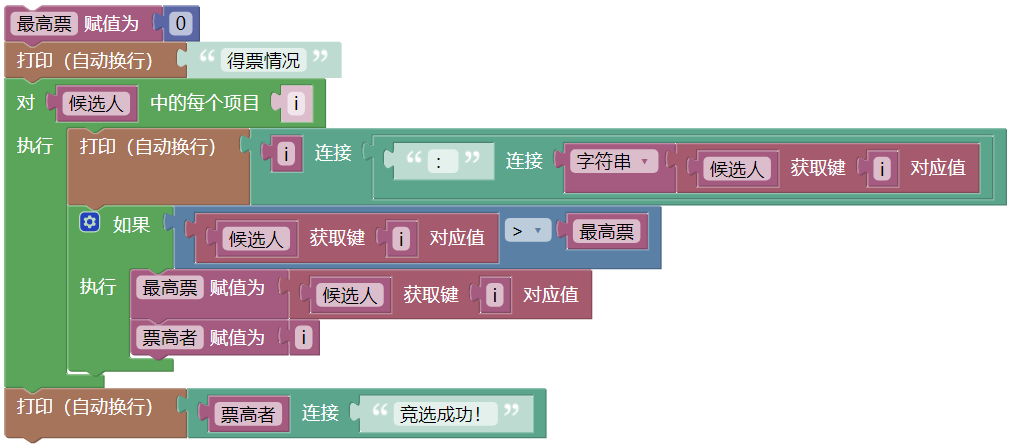 最高票 赋值为 0
打印（自动换行） “ 得票情况 ”
对 候选人 中的每个项目 i
执行 打印（自动换行） i 连接 “ : ” 连接 字符串 候选人 获取键 i 对应值
如果 候选人 获取键 i 对应值 > 最高票
执行 最高票 赋值为 候选人 获取键 i 对应值
票高者 赋值为 i
打印（自动换行） 票高者 连接 “ 竞选成功！ ”